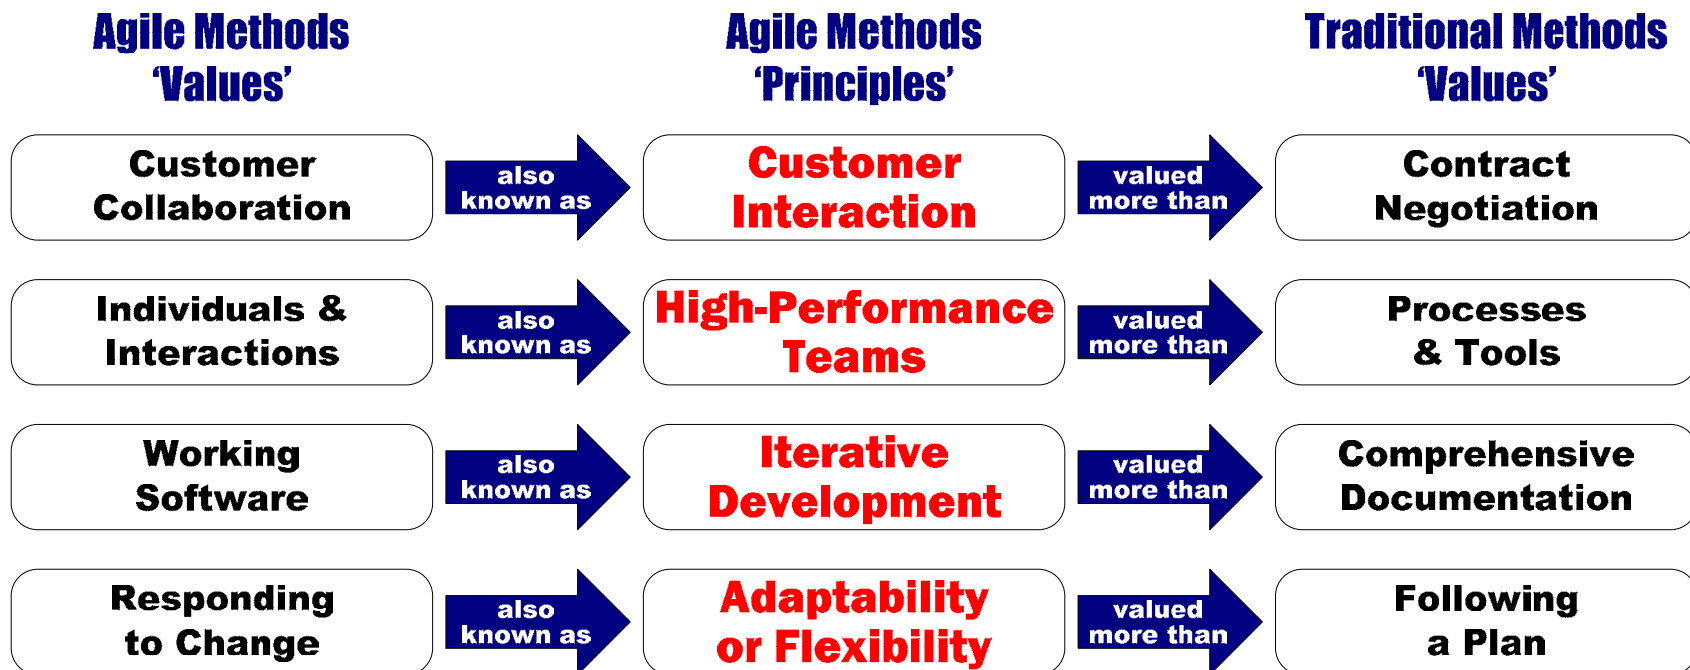 Agile Methods
'Values'
Agile Methods
'Principles'
Traditional Methods
'Values'
Customer
Collaboration
also
known as
Customer
Interaction
valued
more than
Contract
Negotiation
Individuals &
Interactions
also
known as
High-Performance
Teams
valued
more than
Processes
& Tools
Working
Software
also
known as
Iterative
Development
valued
more than
Comprehensive
Documentation
Responding
to Change
also
known as
Adaptability
or Flexibility
valued
more than
Following
a Plan